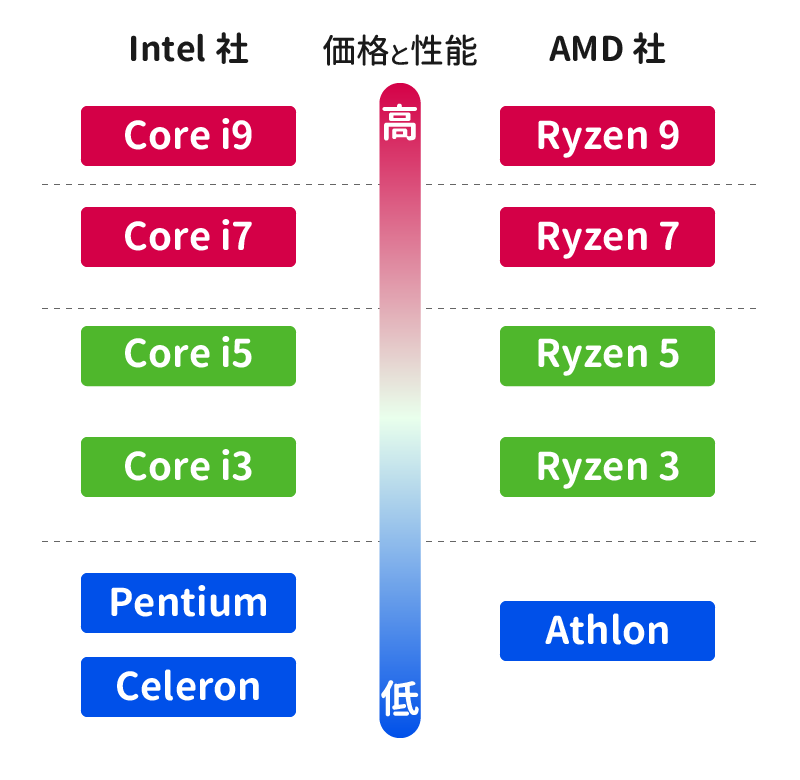 Intel 社 価格と性能 AMD 社
高
Core i9 Ryzen 9
Core i7 Ryzen 7
Core i5 Ryzen 5
Core i3 Ryzen 3
Pentium
Athlon
Celeron
低